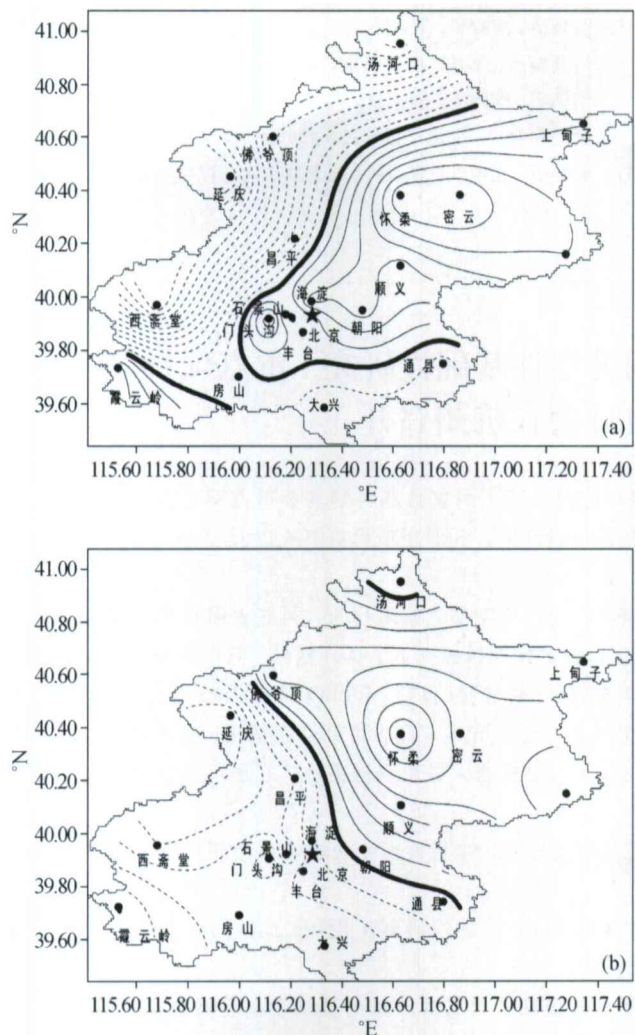 41.00
40.80
40.60
40.40
40.20
40.00
39.80
39.60
°N
汤河口
上甸子
佛爷顶
延庆
怀柔
密云
昌平
顺义
海淀
石景山
西斋堂
门头沟
北京
朝阳
丰台
通县
霞云岭
房山
大兴
(a)
115.60 115.80 116.00 116.20 116.40 116.60 116.80 117.00 117.20 117.40
°E
41.00
40.80
40.60
40.40
40.20
40.00
39.80
39.60
°N
汤河口
上甸子
佛爷顶
延庆
怀柔
密云
昌平
顺义
海淀
石景山
西斋堂
门头沟
北京
朝阳
丰台
通县
霞云岭
房山
大兴
(b)
115.60 115.80 116.00 116.20 116.40 116.60 116.80 117.00 117.20 117.40
°E